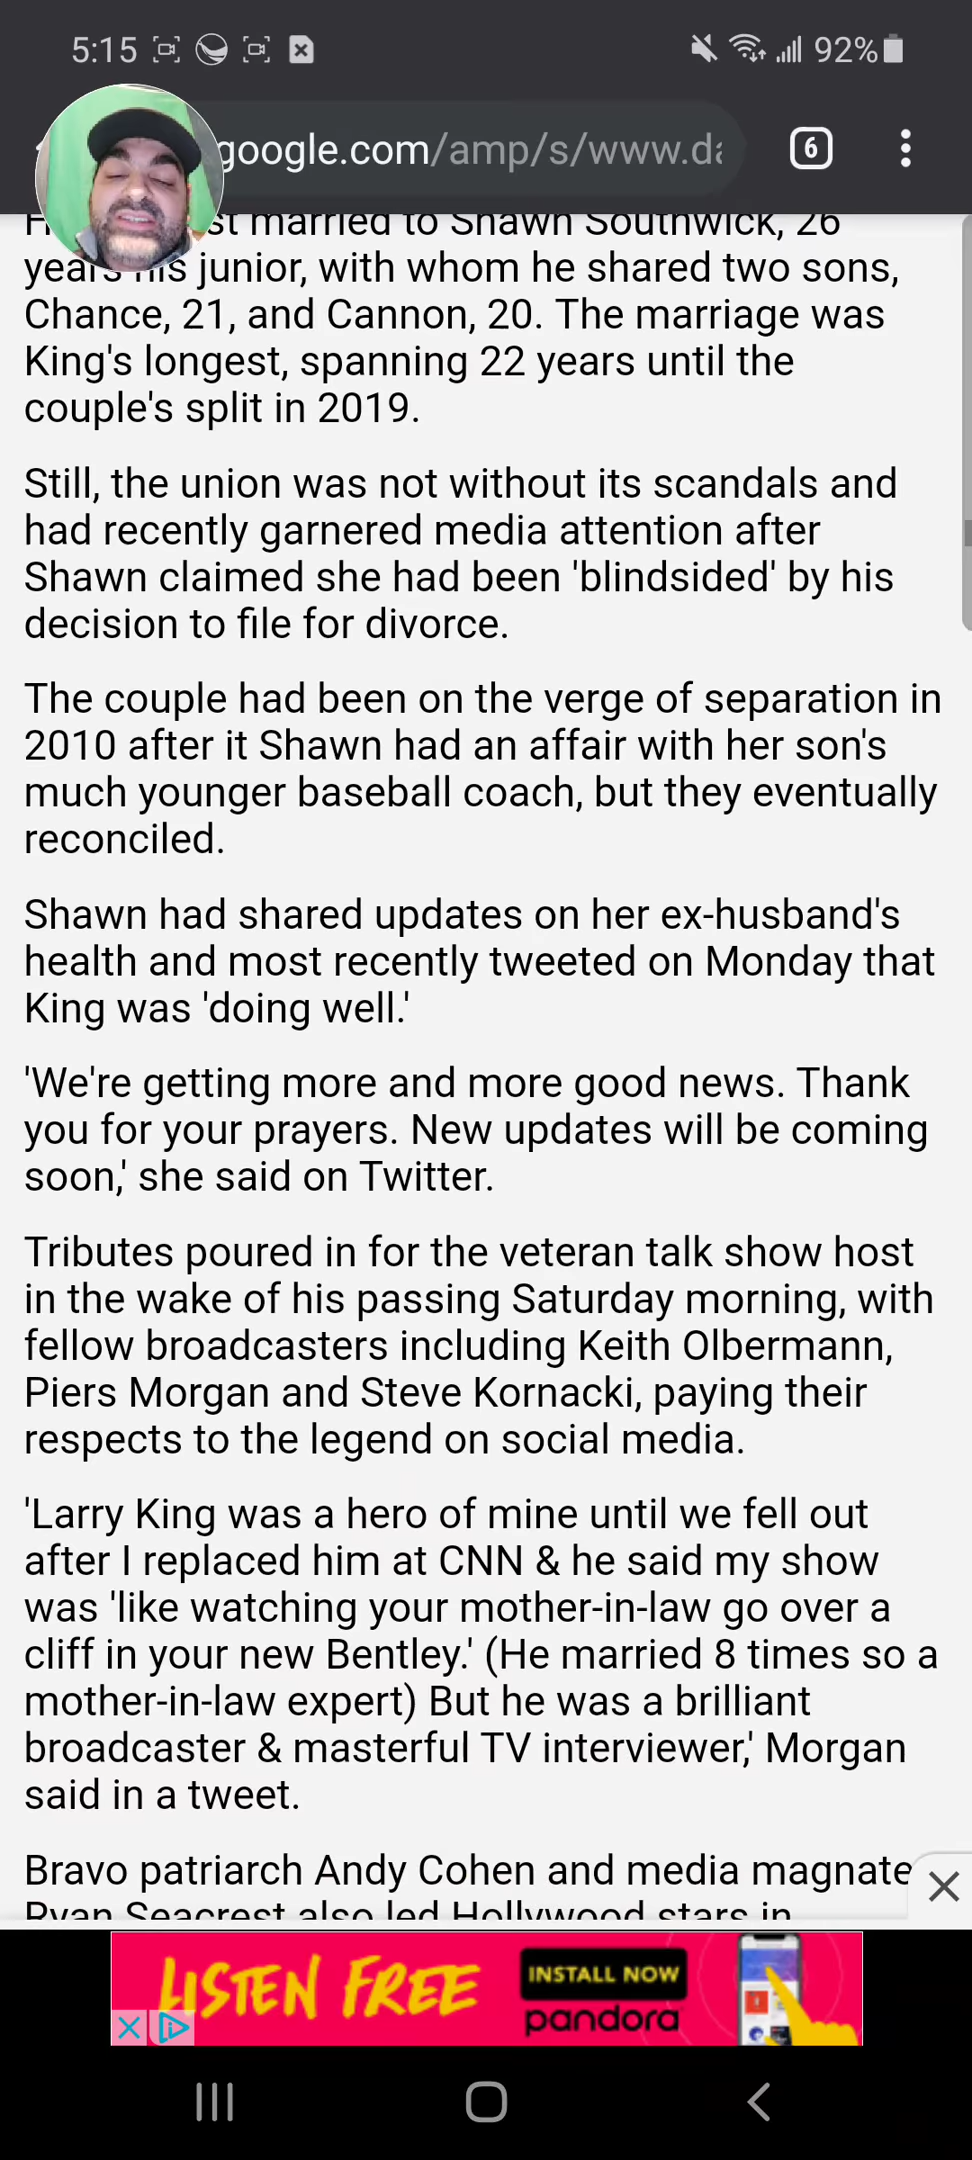 5:15
92%
google.com/amp/s/www.da
6
st married to Shawn Southwick, 26
years his junior, with whom he shared two sons,
Chance, 21, and Cannon, 20. The marriage was
King's longest, spanning 22 years until the
couple's split in 2019.
Still, the union was not without its scandals and
had recently garnered media attention after
Shawn claimed she had been 'blindsided' by his
decision to file for divorce.
The couple had been on the verge of separation in
2010 after it Shawn had an affair with her son's
much younger baseball coach, but they eventually
reconciled.
Shawn had shared updates on her ex-husband's
health and most recently tweeted on Monday that
King was 'doing well.'
'We're getting more and more good news. Thank
you for your prayers. New updates will be coming
soon,' she said on Twitter.
Tributes poured in for the veteran talk show host
in the wake of his passing Saturday morning, with
fellow broadcasters including Keith Olbermann,
Piers Morgan and Steve Kornacki, paying their
respects to the legend on social media.
'Larry King was a hero of mine until we fell out
after I replaced him at CNN & he said my show
was 'like watching your mother-in-law go over a
cliff in your new Bentley.' (He married 8 times so a
mother-in-law expert) But he was a brilliant
broadcaster & masterful TV interviewer,' Morgan
said in a tweet.
Bravo patriarch Andy Cohen and media magnate
Ryan Seacrest also led Hollywood stars in
LISTEN FREE
INSTALL NOW
pandora